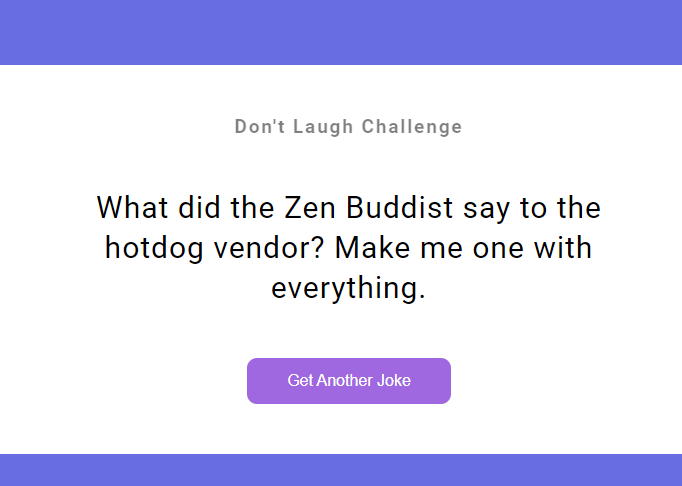 Don't Laugh Challenge
What did the Zen Buddist say to the
hotdog vendor? Make me one with
everything.
Get Another Joke